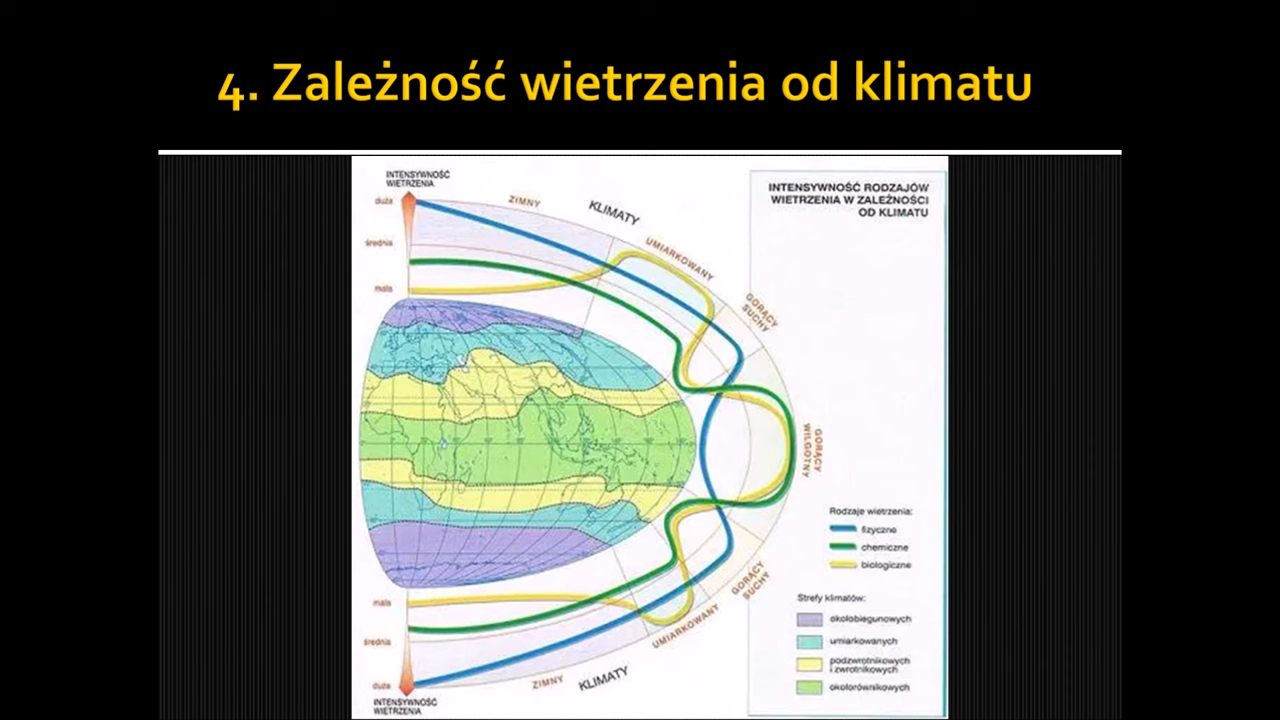 4. Zależność wietrzenia od klimatu
INTENSYWNOŚĆ
WIETRZENIA
duża
średnia
mała
ZIMNY
KLIMATY
UMIARKOWANY
GORĄCY
SUCHY
GORĄCY
WILGOTNY
GORĄCY
SUCHY
UMIARKOWANY
KLIMATY
ZIMNY
mała
średnia
duża
INTENSYWNOŚĆ
WIETRZENIA
INTENSYWNOŚĆ RODZAJÓW
WIETRZENIA W ZALEŻNOŚCI
OD KLIMATU
Rodzaje wietrzenia:
fizyczne
chemiczne
biologiczne
Strefy klimatów:
okołobiegunowych
umiarkowanych
podzwrotnikowych
i zwrotnikowych
okołorównikowych